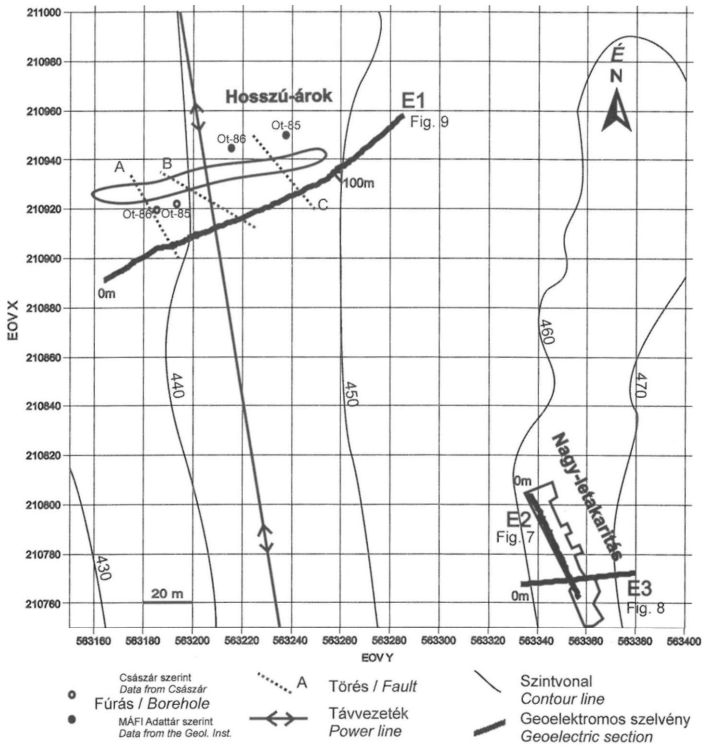 211000
210980
210960
210940
210920
210900
210880
210860
210840
210820
210800
210780
210760
EOV X
Hosszú-árok
E1
Fig. 9
É
N
Ot-86
Ot-85
A
B
C
Ot-86
Ot-85
100m
0m
440
450
460
470
430
Nagy-letakarítás
0m
E2
Fig. 7
0m
E3
Fig. 8
20 m
563160 563180 563200 563220 563240 563260 563280 563300 563320 563340 563360 563380 563400
EOV Y
Császár szerint
Data from Császár
Fúrás / Borehole
MÁFI Adattár szerint
Data from the Geol. Inst.
A
Törés / Fault
Távvezeték
Power line
Szintvonal
Contour line
Geoelektromos szelvény
Geoelectric section